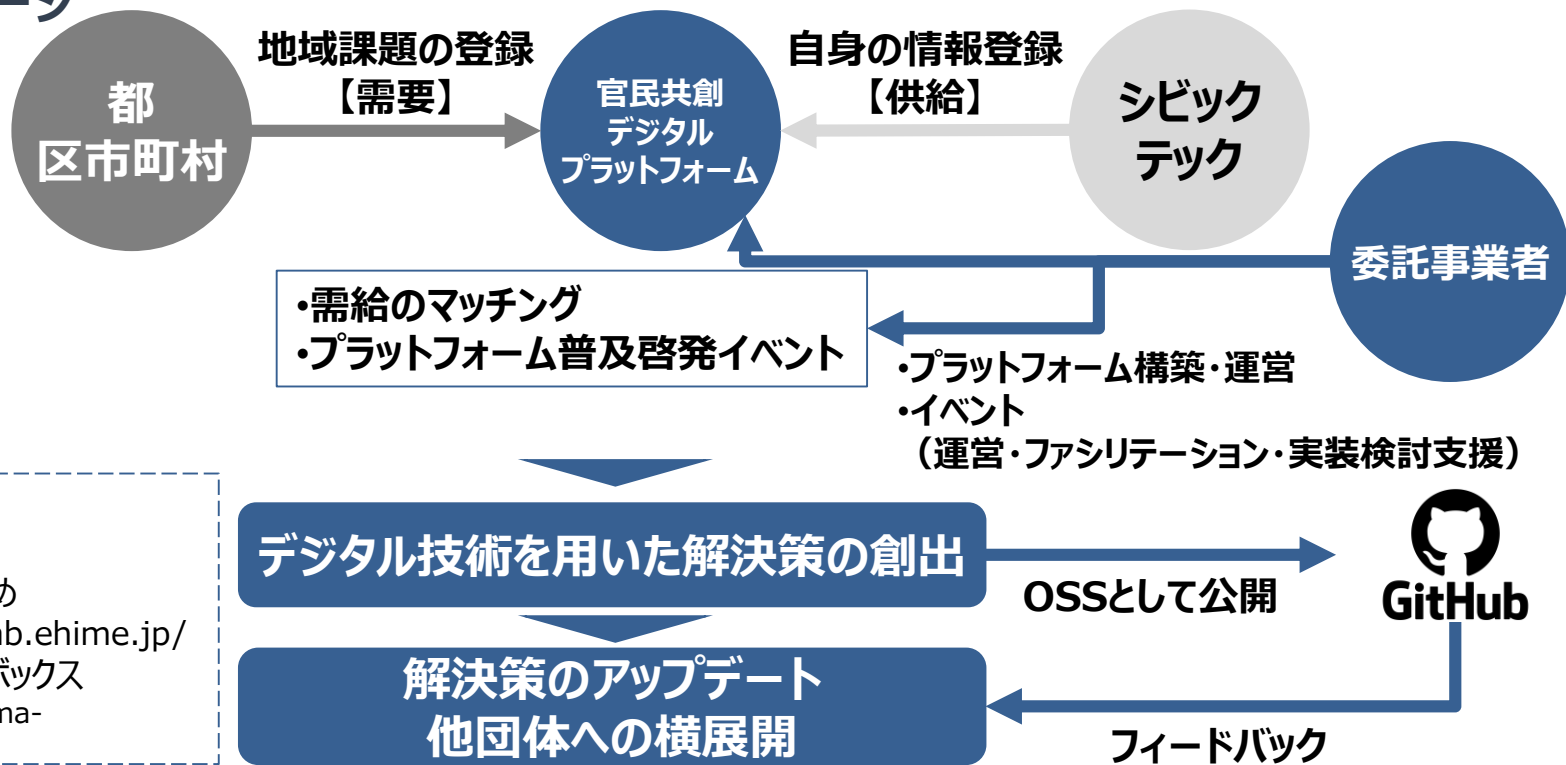 地域課題の登録
【需要】
自身の情報登録
【供給】
都
区市町村
官民共創
デジタル
プラットフォーム
シビック
テック
委託事業者
・需給のマッチング
・プラットフォーム普及啓発イベント
・プラットフォーム構築・運営
・イベント
（運営・ファシリテーション・実装検討支援）
デジタル技術を用いた解決策の創出
OSSとして公開
GitHub
の
b.ehime.jp/
ボックス
ma-
解決策のアップデート
他団体への横展開
フィードバック